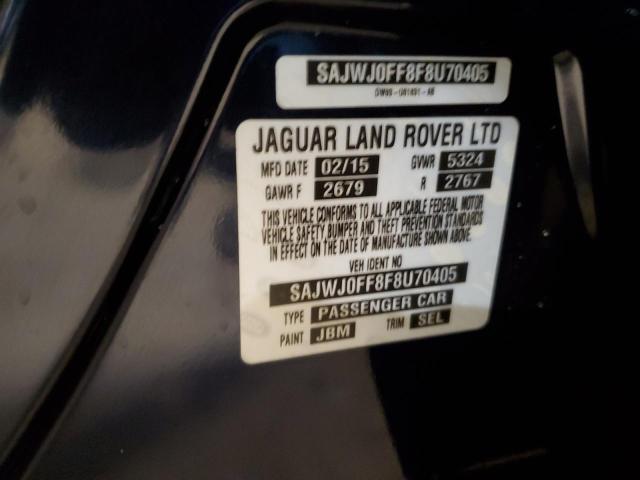 SAJWJ0FF8F8U70405
JAGUAR LAND ROVER LTD
MFD DATE 02/15 GVWR 5324
GAWR F 2679 R 2767
THIS VEHICLE CONFORMS TO ALL APPLICABLE FEDERAL MOTOR
VEHICLE SAFETY, BUMPER AND THEFT PREVENTION STANDARDS
IN EFFECT ON THE DATE OF MANUFACTURE SHOWN ABOVE.
VEH IDENT NO
SAJWJ0FF8F8U70405
TYPE PASSENGER CAR
PAINT JBM TRIM SEL